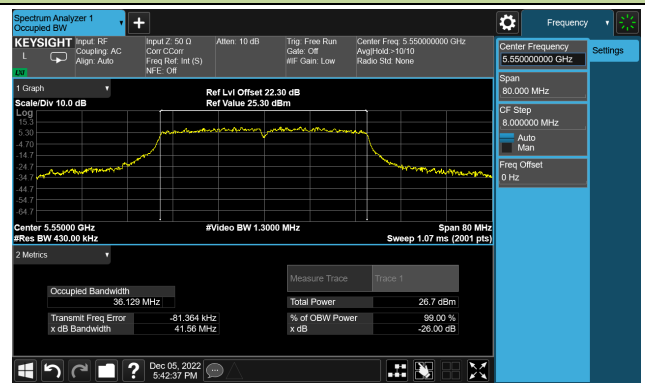 Spectrum Analyzer 1
Occupied BW
Frequency
KEYSIGHT
L
Input: RF
Coupling: AC
Align: Auto
Input Z: 50 Ω
Corr CCorr
Freq Ref: Int (S)
NFE: Off
Atten: 10 dB
Trig: Free Run
Gate: Off
#IF Gain: Low
Center Freq: 5.550000000 GHz
Avg|Hold:>10/10
Radio Std: None
1 Graph
Scale/Div 10.0 dB
Ref Lvl Offset 22.30 dB
Ref Value 25.30 dBm
Log
15.3
5.30
-4.70
-14.7
-24.7
-34.7
-44.7
-54.7
-64.7
Center 5.55000 GHz
#Res BW 430.00 kHz
#Video BW 1.3000 MHz
Span 80 MHz
Sweep 1.07 ms (2001 pts)
2 Metrics
Measure Trace
Trace 1
Occupied Bandwidth
36.129 MHz
Total Power
26.7 dBm
Transmit Freq Error
-81.364 kHz
% of OBW Power
99.00 %
x dB Bandwidth
41.56 MHz
x dB
-26.00 dB
Dec 05, 2022
5:42:37 PM
Center Frequency
5.550000000 GHz
Settings
Span
80.000 MHz
CF Step
8.000000 MHz
Auto
Man
Freq Offset
0 Hz